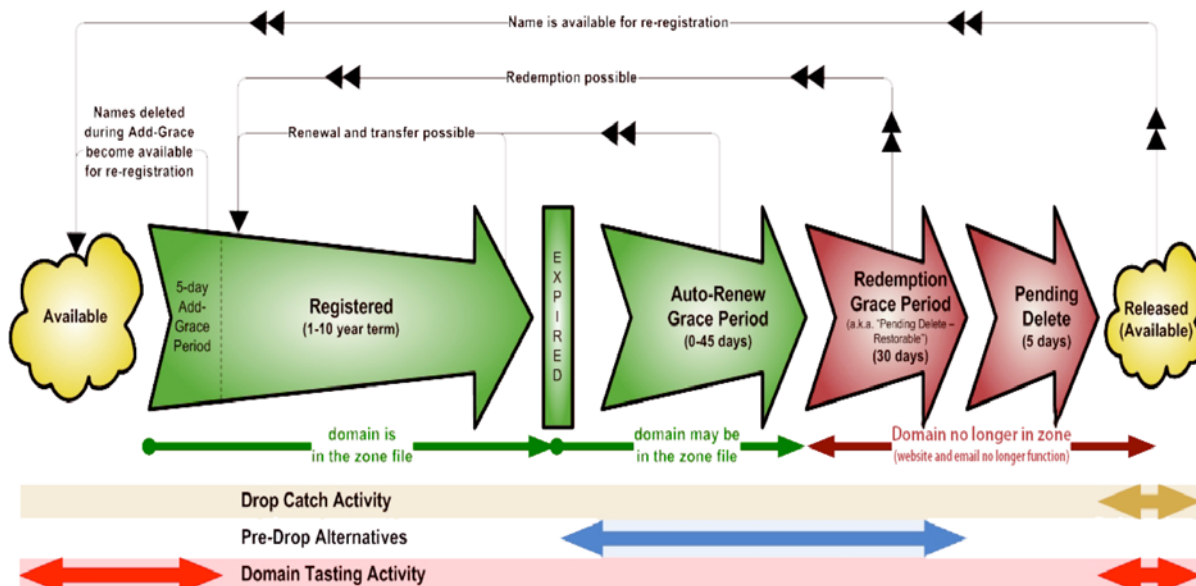 Name is available for re-registration
Redemption possible
Names deleted
during Add-Grace
become available
for re-registration
Renewal and transfer possible
Available
5-day
Add-
Grace
Period
Registered
(1-10 year term)
EXPIRED
Auto-Renew
Grace Period
(0-45 days)
Redemption
Grace Period
(a.k.a. "Pending Delete –
Restorable")
(30 days)
Pending
Delete
(5 days)
Released
(Available)
domain is
in the zone file
domain may be
in the zone file
Domain no longer in zone
(website and email no longer function)
Drop Catch Activity
Pre-Drop Alternatives
Domain Tasting Activity